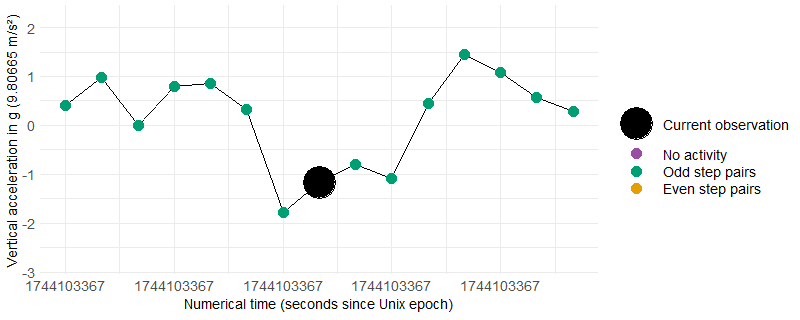 Vertical acceleration in g (9.80665 m/s²)
2
1
0
-1
-2
-3
1744103367 1744103367 1744103367 1744103367 1744103367
Numerical time (seconds since Unix epoch)
Current observation
No activity
Odd step pairs
Even step pairs